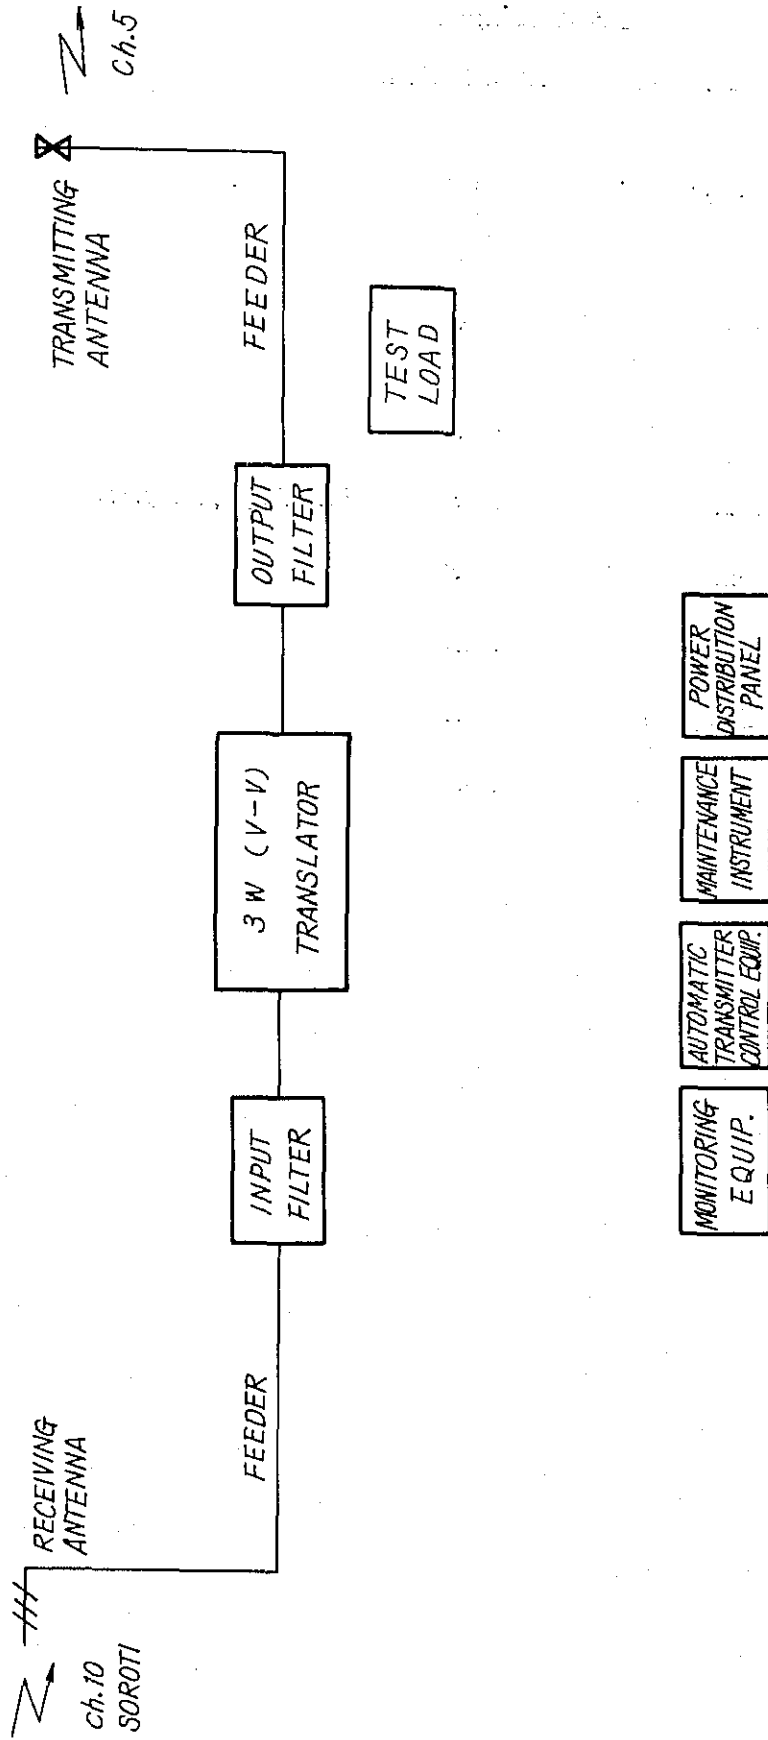 ch.10
SOROTI
RECEIVING
ANTENNA
FEEDER
INPUT
FILTER
3W (V-V)
TRANSLATOR
OUTPUT
FILTER
FEEDER
TRANSMITTING
ANTENNA
Ch.5
TEST
LOAD
MONITORING
EQUIP.
AUTOMATIC
TRANSMITTER
CONTROL EQUIP.
MAINTENANCE
INSTRUMENT
POWER
DISTRIBUTION
PANEL